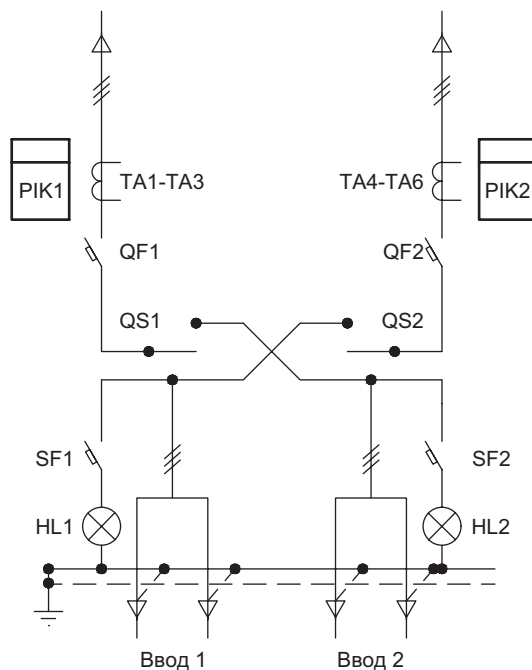 PIK1
TA1-TA3
TA4-TA6
PIK2
QF1
QF2
QS1
QS2
SF1
SF2
HL1
HL2
Ввод 1
Ввод 2